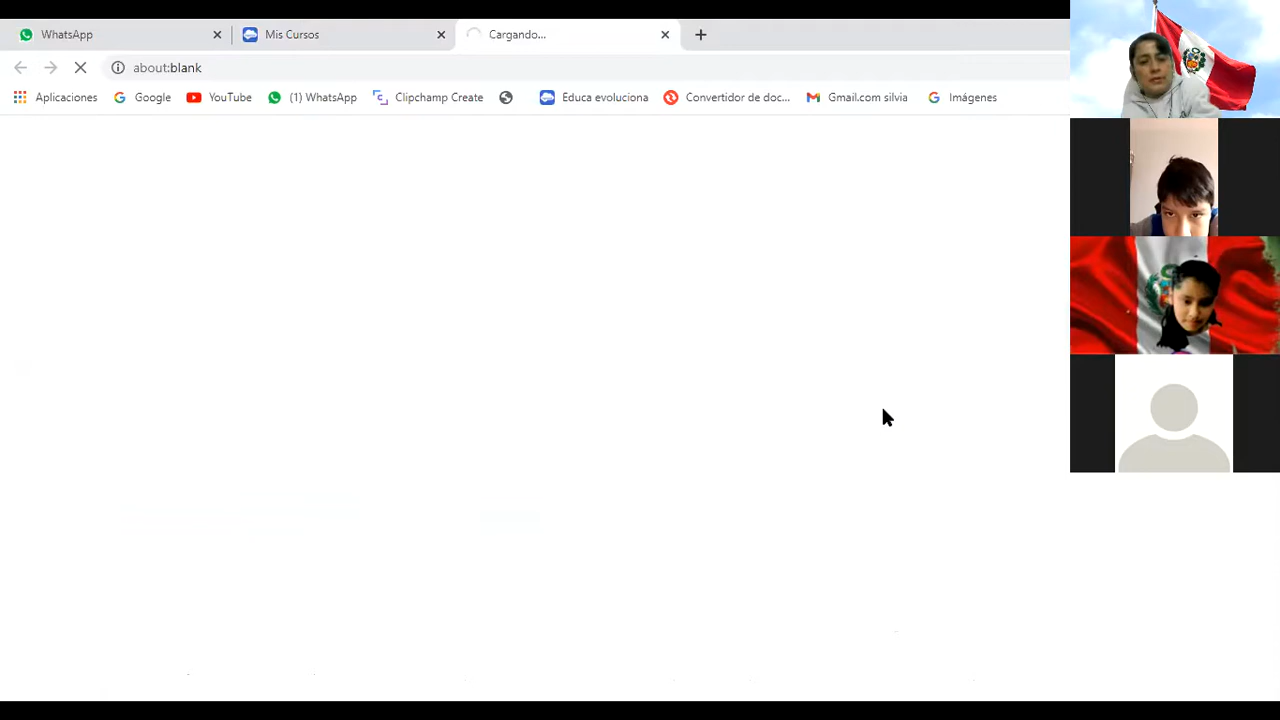 WhatsApp Mis Cursos Cargando...
about:blank
Aplicaciones Google YouTube (1) WhatsApp Clipchamp Create Educa evoluciona Convertidor de doc... Gmail.com silvia Imágenes